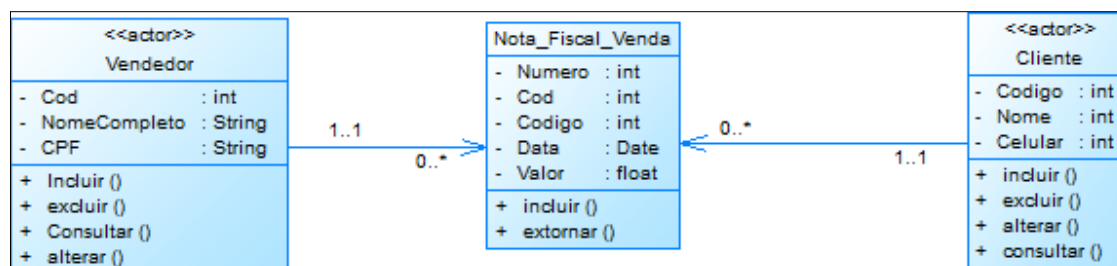 <<actor>>
Vendedor
- Cod : int
- NomeCompleto : String
- CPF : String
+ Incluir ()
+ excluir ()
+ Consultar ()
+ alterar ()
1..1
0..*
Nota_Fiscal_Venda
- Numero : int
- Cod : int
- Codigo : int
- Data : Date
- Valor : float
+ incluir ()
+ extornar ()
0..*
1..1
<<actor>>
Cliente
- Codigo : int
- Nome : int
- Celular : int
+ incluir ()
+ excluir ()
+ alterar ()
+ consultar ()